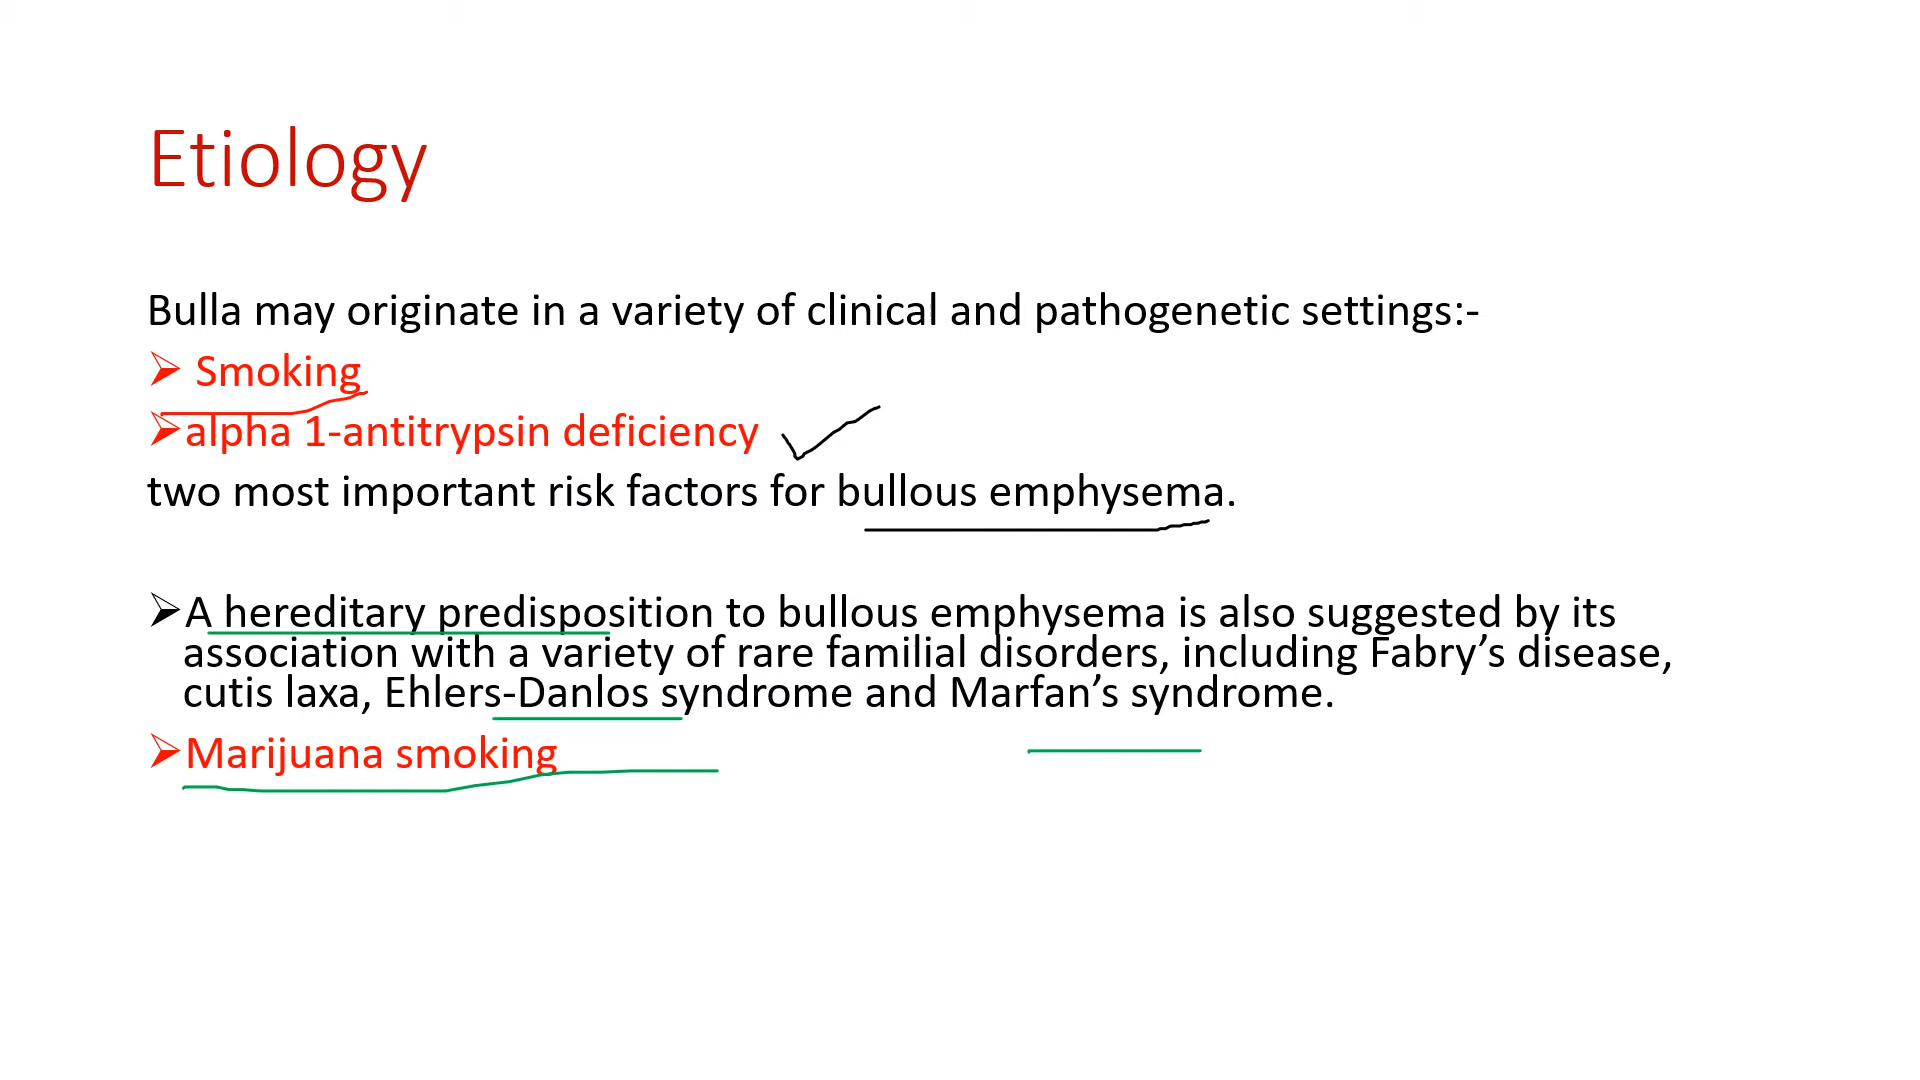 Etiology
Bulla may originate in a variety of clinical and pathogenetic settings:-
➢ Smoking
➢alpha 1-antitrypsin deficiency
two most important risk factors for bullous emphysema.
➢A hereditary predisposition to bullous emphysema is also suggested by its
association with a variety of rare familial disorders, including Fabry’s disease,
cutis laxa, Ehlers-Danlos syndrome and Marfan’s syndrome.
➢Marijuana smoking